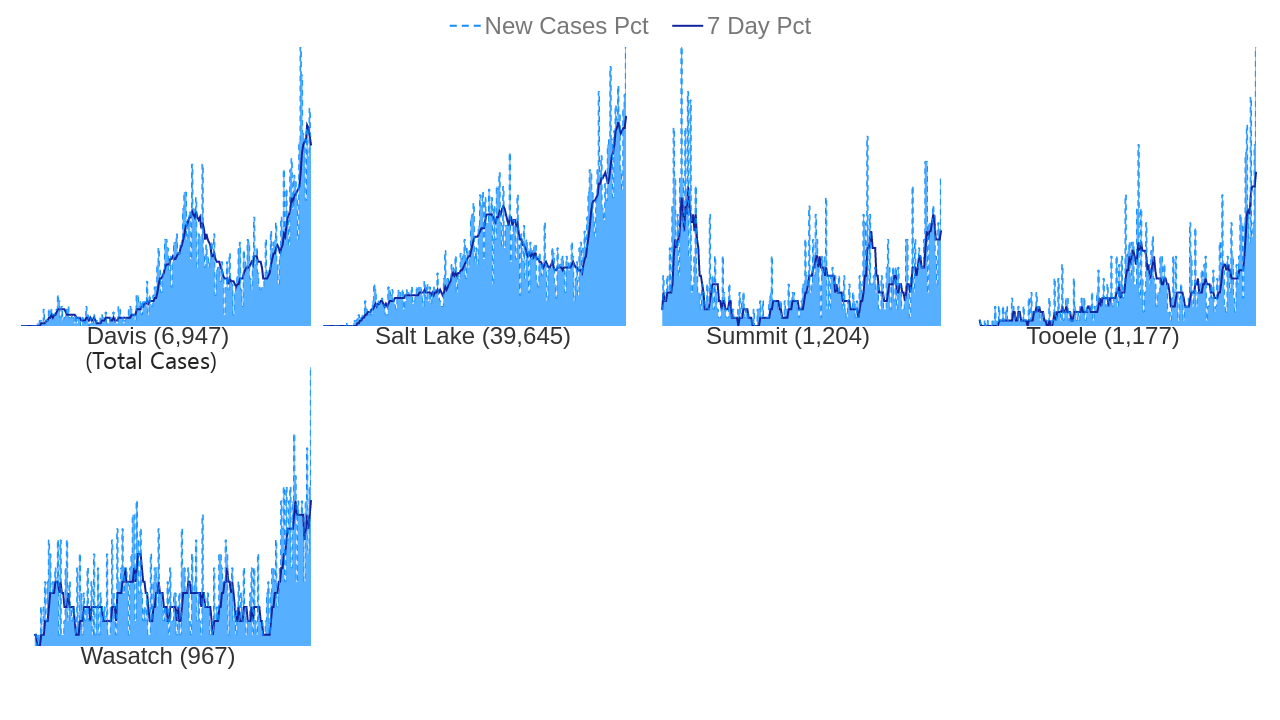 New Cases Pct 7 Day Pct
Davis (6,947)
(Total Cases)
Salt Lake (39,645)
Summit (1,204)
Tooele (1,177)
Wasatch (967)